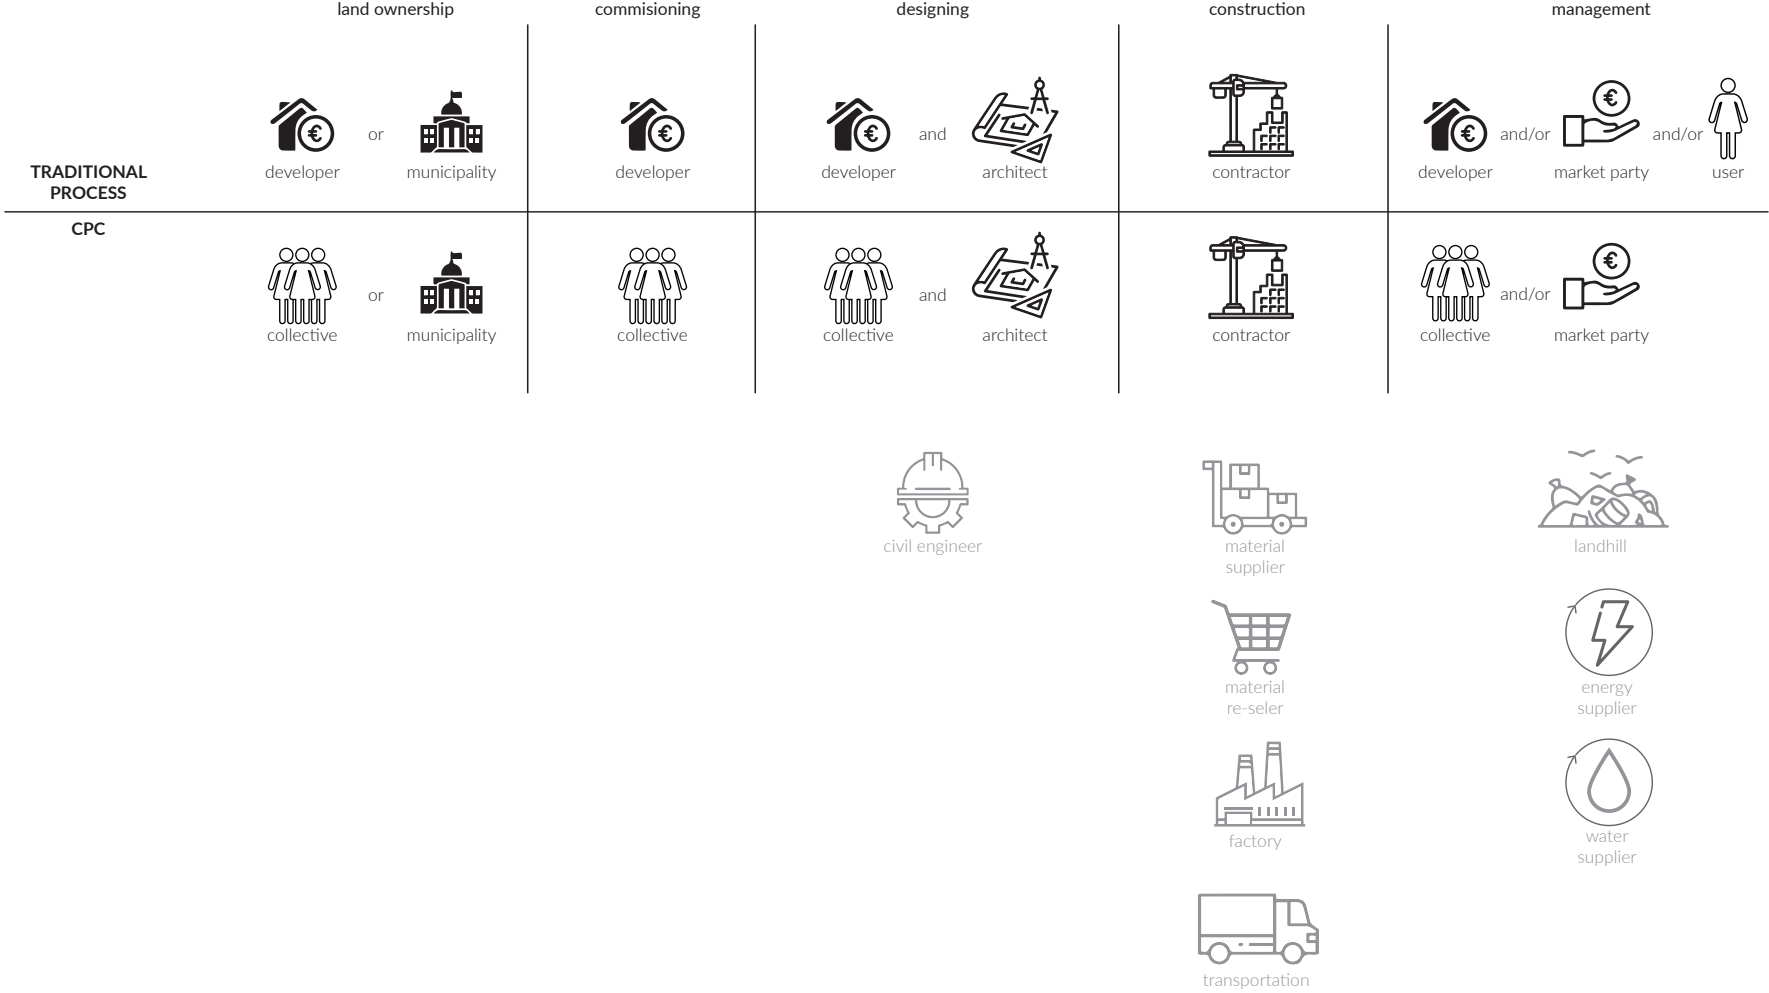 land ownership
commisioning
designing
construction
management
or
and
and/or
and/or
developer
municipality
developer
developer
architect
contractor
developer
market party
user
TRADITIONAL
PROCESS
CPC
or
and
and/or
collective
municipality
collective
collective
architect
contractor
collective
market party
civil engineer
material
supplier
landhill
material
re-seler
energy
supplier
factory
water
supplier
transportation